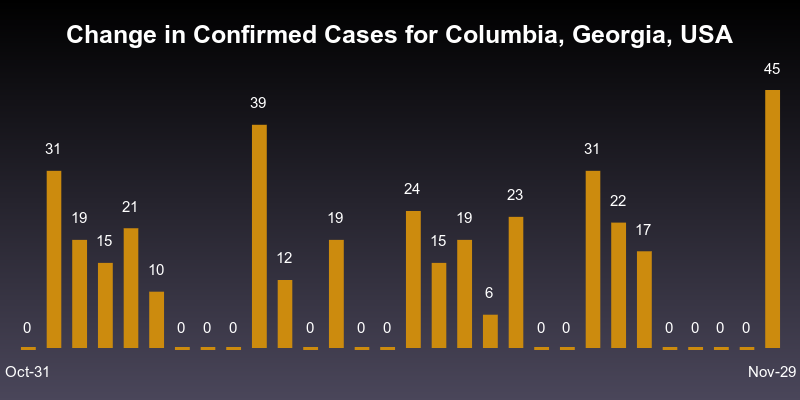 Change in Confirmed Cases for Columbia, Georgia, USA
0 31 19 15 21 10 0 0 0 39 12 0 19 0 0 24 15 19 6 23 0 0 31 22 17 0 0 0 0 45
Oct-31 Nov-29